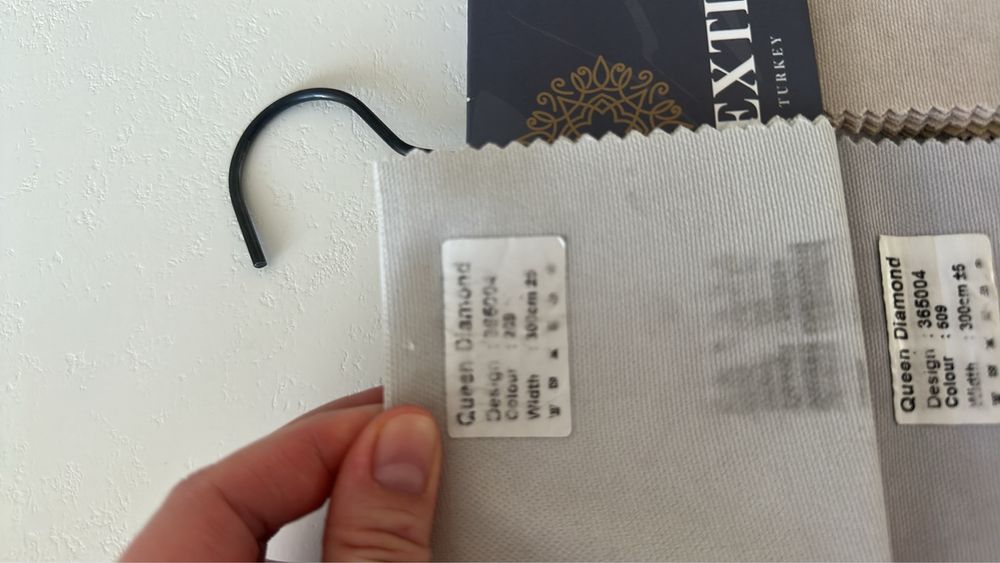 EXTI
TURKEY
Queen Diamond
Design : 365004
Colour
Width : 300cm ±5
Queen Diamond
Design : 365004
Colour : 509
Width : 300cm ±5